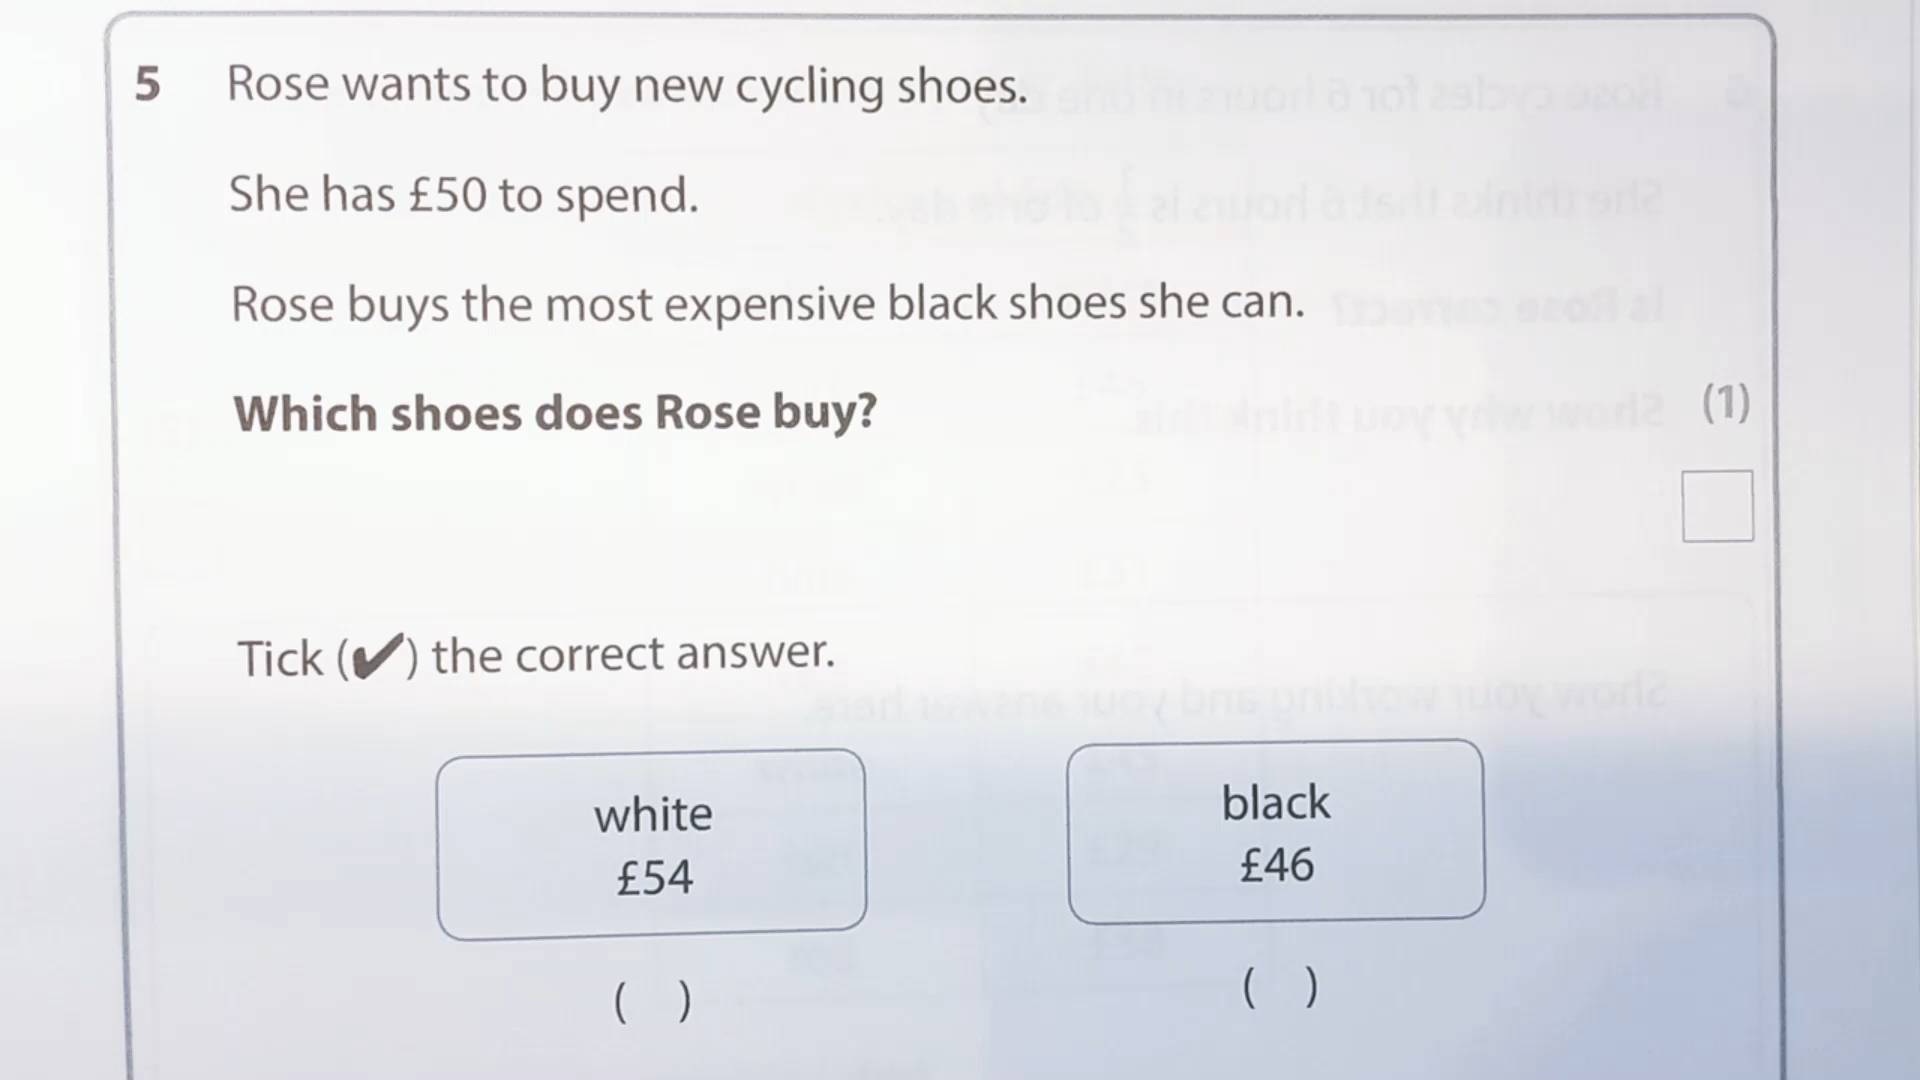 5 Rose wants to buy new cycling shoes.
She has £50 to spend.
Rose buys the most expensive black shoes she can.
Which shoes does Rose buy? (1)
Tick (✔) the correct answer.
white black
£54 £46
( ) ( )